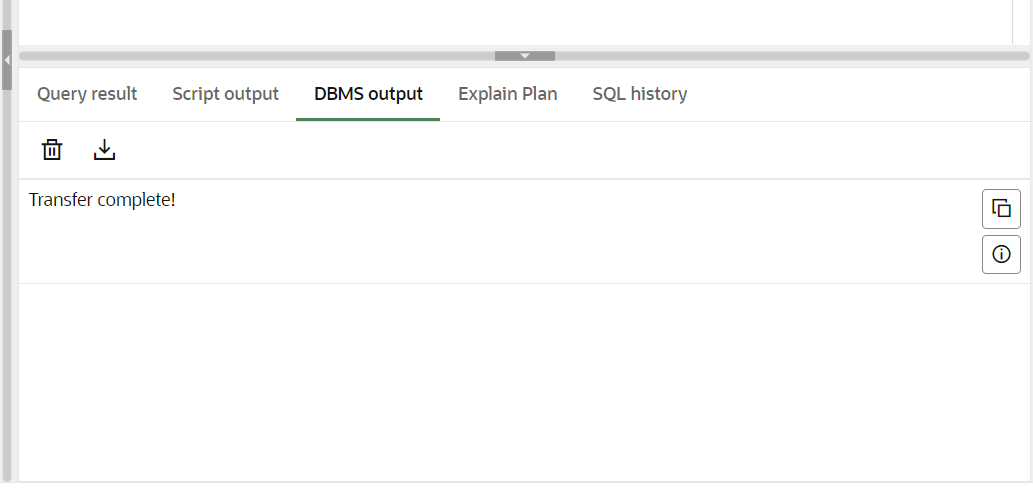 Query result Script output DBMS output Explain Plan SQL history
Transfer complete!